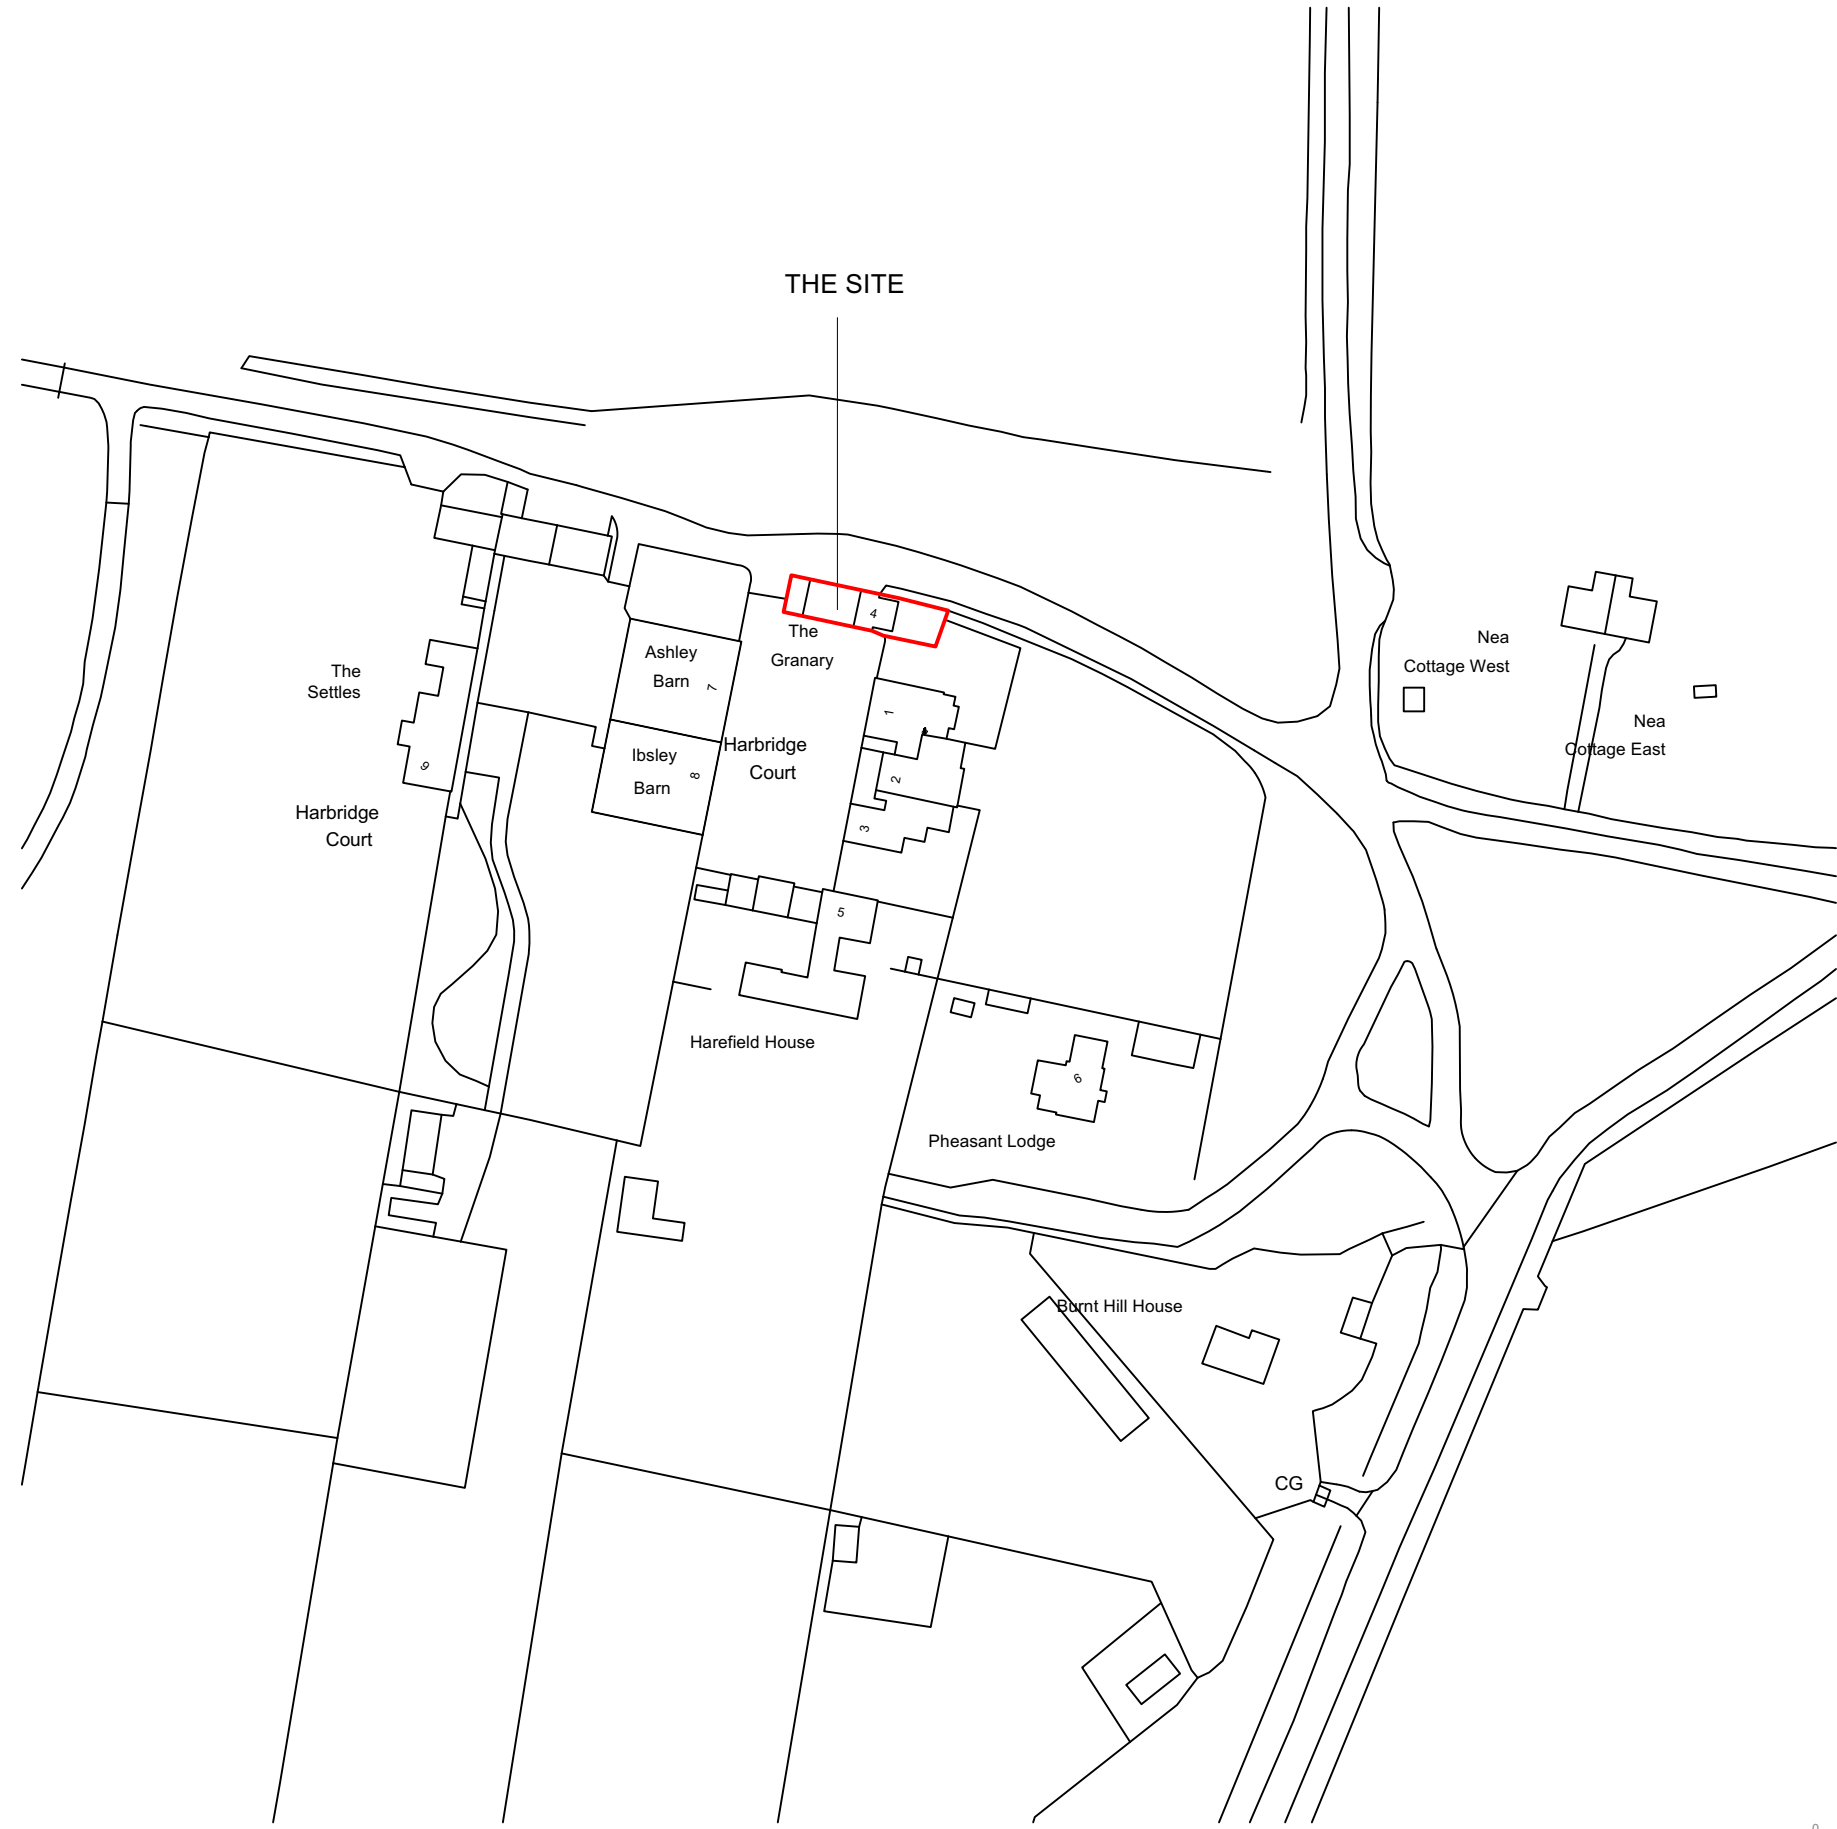 THE SITE
4
The
Granary
Nea
Cottage West
Ashley
Barn
7
The
Settles
1
Nea
Cottage East
Harbridge
Court
Ibsley
Barn
8
2
9
Harbridge
Court
3
5
Harefield House
6
Pheasant Lodge
Burnt Hill House
CG